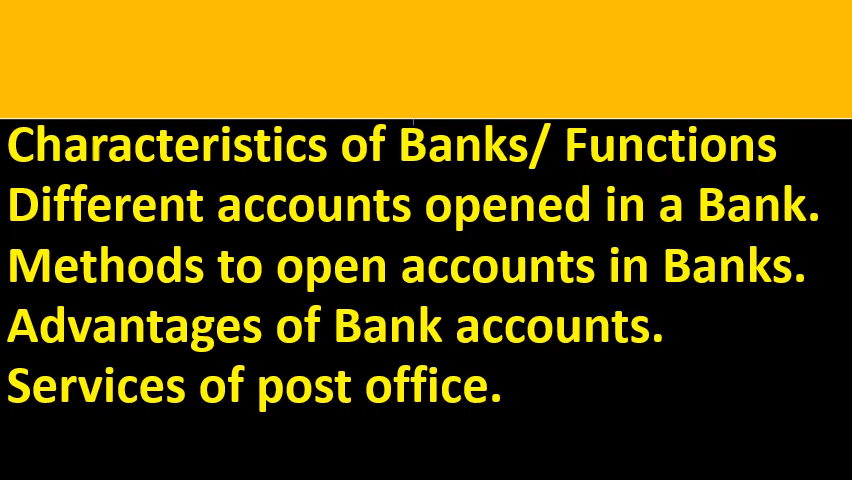 Characteristics of Banks/ Functions
Different accounts opened in a Bank.
Methods to open accounts in Banks.
Advantages of Bank accounts.
Services of post office.